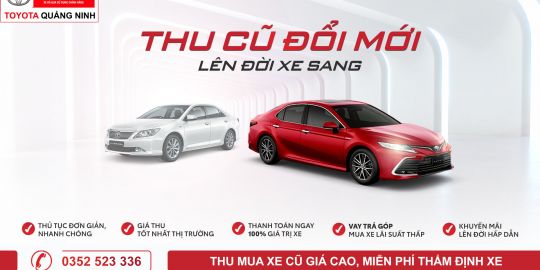 TOYOTA QUẢNG NINH
THU CŨ ĐỔI MỚI
LÊN ĐỜI XE SANG
THỦ TỤC ĐƠN GIẢN,
NHANH CHÓNG
GIÁ THU
TỐT NHẤT THỊ TRƯỜNG
THANH TOÁN NGAY
100% GIÁ TRỊ XE
VAY TRẢ GÓP
MUA XE LÃI SUẤT THẤP
KHUYẾN MÃI
LÊN ĐỜI HẤP DẪN
0352 523 336
THU MUA XE CŨ GIÁ CAO, MIỄN PHÍ THẨM ĐỊNH XE